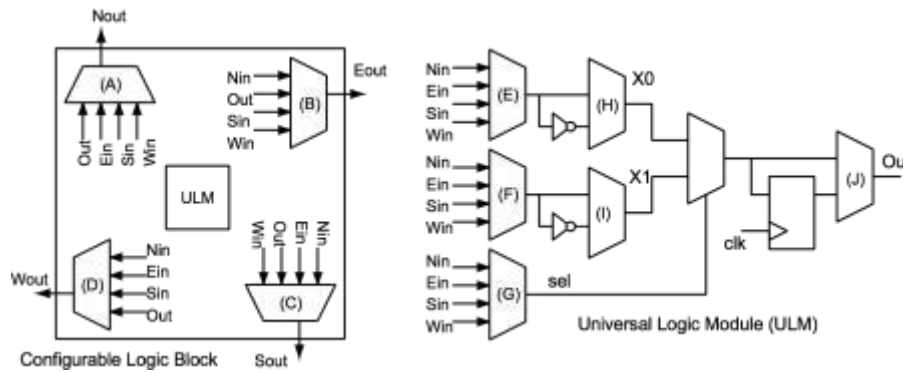 Nout
(A)
Out
Ein
Sin
Win
Nin
Out
Sin
Win
(B)
Eout
ULM
Wout
(D)
Nin
Ein
Sin
Out
Win
Out
Ein
Nin
(C)
Sout
Configurable Logic Block
Nin
Ein
Sin
Win
(E)
(H)
X0
Nin
Ein
Sin
Win
(F)
(I)
X1
Nin
Ein
Sin
Win
(G)
sel
clk
(J)
Ou
Universal Logic Module (ULM)